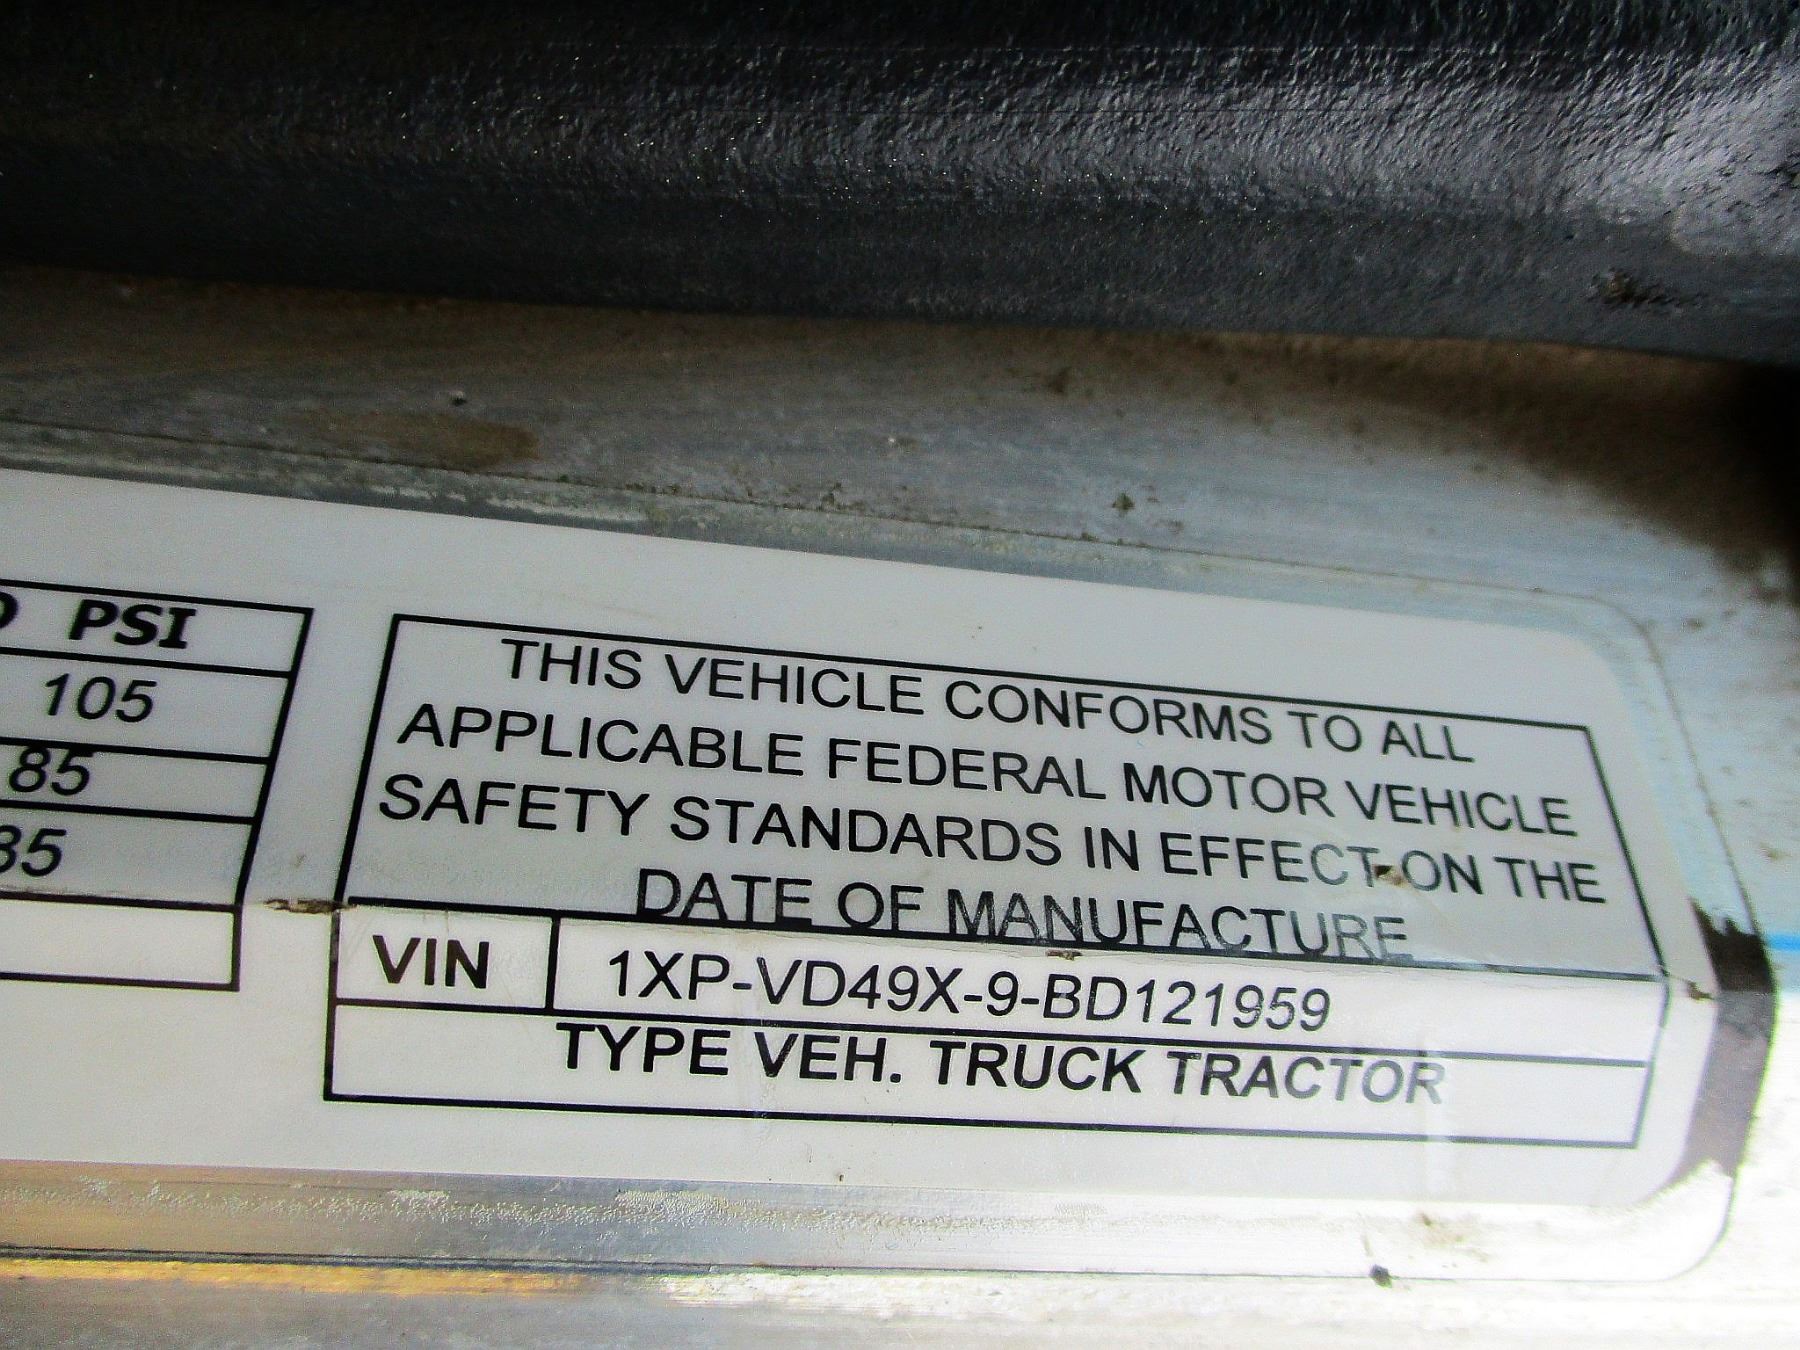 PSI
105
85
85
THIS VEHICLE CONFORMS TO ALL
APPLICABLE FEDERAL MOTOR VEHICLE
SAFETY STANDARDS IN EFFECT ON THE
DATE OF MANUFACTURE
VIN 1XP-VD49X-9-BD121959
TYPE VEH. TRUCK TRACTOR